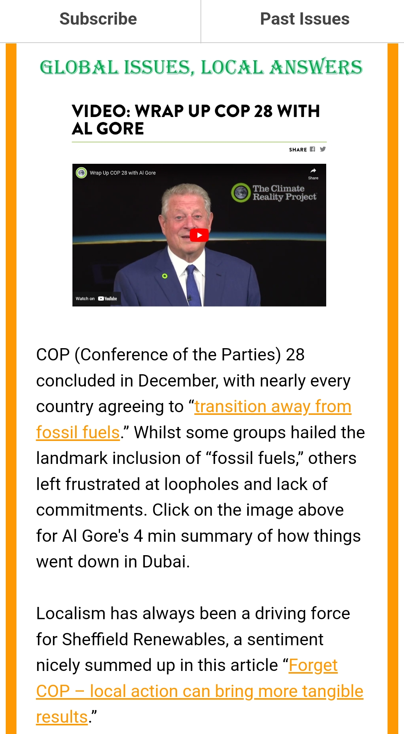 Subscribe
Past Issues
GLOBAL ISSUES, LOCAL ANSWERS
VIDEO: WRAP UP COP 28 WITH
AL GORE
SHARE
Wrap Up COP 28 with Al Gore
Share
The Climate
Reality Project
Watch on YouTube
COP (Conference of the Parties) 28
concluded in December, with nearly every
country agreeing to “transition away from
fossil fuels.” Whilst some groups hailed the
landmark inclusion of “fossil fuels,” others
left frustrated at loopholes and lack of
commitments. Click on the image above
for Al Gore's 4 min summary of how things
went down in Dubai.
Localism has always been a driving force
for Sheffield Renewables, a sentiment
nicely summed up in this article “Forget
COP – local action can bring more tangible
results.”